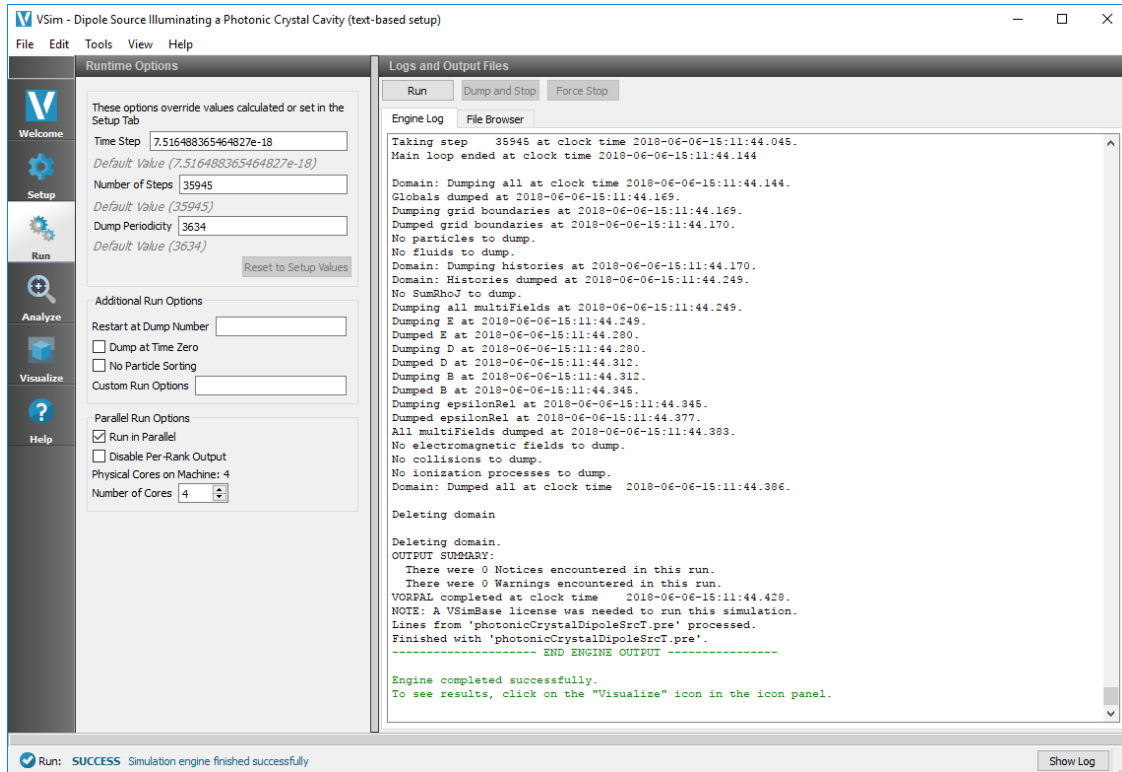 VSim - Dipole Source Illuminating a Photonic Crystal Cavity (text-based setup)
File Edit Tools View Help
Welcome
Setup
Run
Analyze
Visualize
Help
Runtime Options
These options override values calculated or set in the
Setup Tab
Time Step 7.516488365464827e-18
Default Value (7.516488365464827e-18)
Number of Steps 35945
Default Value (35945)
Dump Periodicity 3634
Default Value (3634)
Reset to Setup Values
Additional Run Options
Restart at Dump Number
Dump at Time Zero
No Particle Sorting
Custom Run Options
Parallel Run Options
Run in Parallel
Disable Per-Rank Output
Physical Cores on Machine: 4
Number of Cores 4
Logs and Output Files
Run Dump and Stop Force Stop
Engine Log File Browser
Taking step 35945 at clock time 2018-06-06-15:11:44.045.
Main loop ended at clock time 2018-06-06-15:11:44.144
Domain: Dumping all at clock time 2018-06-06-15:11:44.144.
Globals dumped at 2018-06-06-15:11:44.169.
Dumping grid boundaries at 2018-06-06-15:11:44.169.
Dumped grid boundaries at 2018-06-06-15:11:44.170.
No particles to dump.
No fluids to dump.
Domain: Dumping histories at 2018-06-06-15:11:44.170.
Domain: Histories dumped at 2018-06-06-15:11:44.249.
No SumRhoJ to dump.
Dumping all multiFields at 2018-06-06-15:11:44.249.
Dumping E at 2018-06-06-15:11:44.249.
Dumped E at 2018-06-06-15:11:44.280.
Dumping D at 2018-06-06-15:11:44.280.
Dumped D at 2018-06-06-15:11:44.312.
Dumping B at 2018-06-06-15:11:44.312.
Dumped B at 2018-06-06-15:11:44.345.
Dumping epsilonRel at 2018-06-06-15:11:44.345.
Dumped epsilonRel at 2018-06-06-15:11:44.377.
All multiFields dumped at 2018-06-06-15:11:44.383.
No electromagnetic fields to dump.
No collisions to dump.
No ionization processes to dump.
Domain: Dumped all at clock time 2018-06-06-15:11:44.386.
Deleting domain
Deleting domain.
OUTPUT SUMMARY:
There were 0 Notices encountered in this run.
There were 0 Warnings encountered in this run.
VORPAL completed at clock time 2018-06-06-15:11:44.428.
NOTE: A VSimBase license was needed to run this simulation.
Lines from 'photonicCrystalDipoleSrcT.pre' processed.
Finished with 'photonicCrystalDipoleSrcT.pre'.
--------------------- END ENGINE OUTPUT ----------------
Engine completed successfully.
To see results, click on the "Visualize" icon in the icon panel.
Run: SUCCESS Simulation engine finished successfully
Show Log